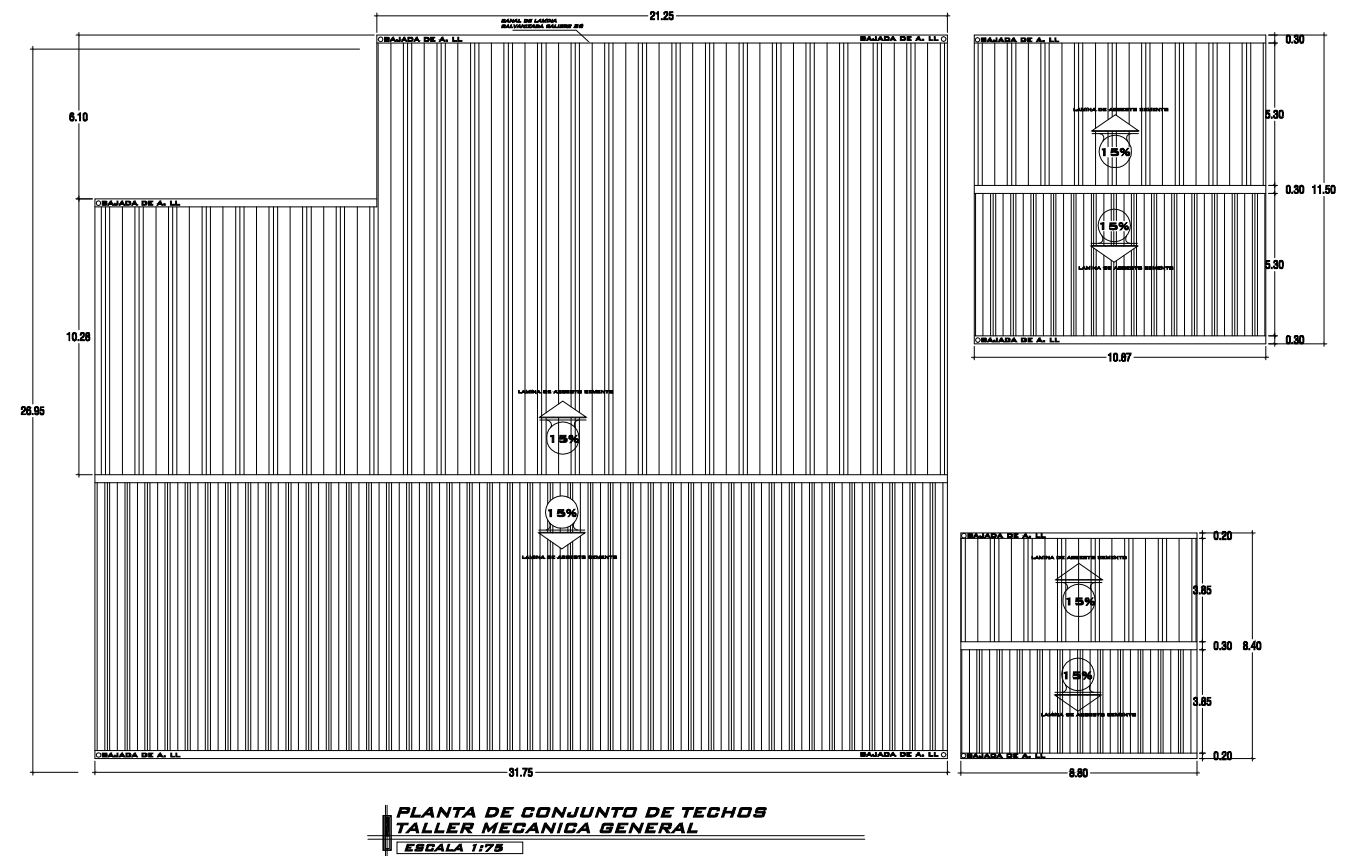 21.25
CANAL DE LAMINA
GALVANIZADA CALIBRE 20
BAJADA DE A. LL
BAJADA DE A. LL
6.10
BAJADA DE A. LL
10.28
26.95
LAMINA DE ASBESTO CEMENTO
15%
15%
LAMINA DE ASBESTO CEMENTO
BAJADA DE A. LL
BAJADA DE A. LL
31.75
BAJADA DE A. LL
0.30
LAMINA DE ASBESTO CEMENTO
5.30
15%
0.30
11.50
15%
5.30
LAMINA DE ASBESTO CEMENTO
BAJADA DE A. LL
0.30
10.87
BAJADA DE A. LL
0.20
LAMINA DE ASBESTO CEMENTO
3.85
15%
0.30
8.40
15%
3.85
LAMINA DE ASBESTO CEMENTO
BAJADA DE A. LL
0.20
8.80
PLANTA DE CONJUNTO DE TECHOS
TALLER MECANICA GENERAL
ESCALA 1:75